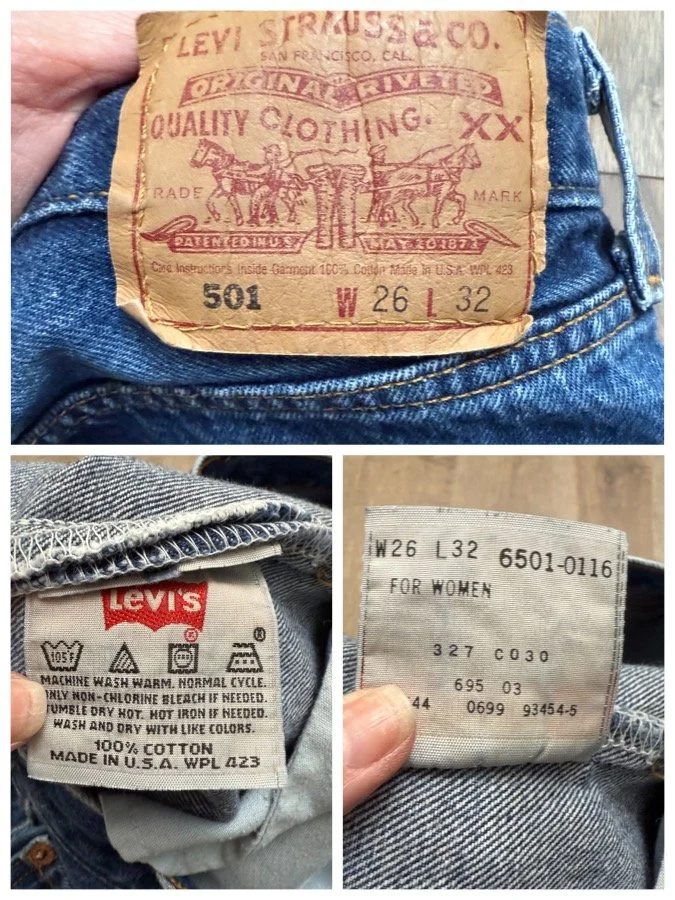 LEVI STRAUSS & CO.
SAN FRANCISCO, CAL.
ORIGINAL RIVETED
QUALITY CLOTHING. XX
TRADE MARK
PATENTED IN U.S. MAY 20 1873
Care Instructions Inside Garment 100% Cotton Made in U.S.A. WPL 423
501 W 26 L 32
Levi's
®
®
105F
MACHINE WASH WARM. NORMAL CYCLE.
ONLY NON-CHLORINE BLEACH IF NEEDED.
TUMBLE DRY HOT. HOT IRON IF NEEDED.
WASH AND DRY WITH LIKE COLORS.
100% COTTON
MADE IN U.S.A. WPL 423
W26 L32 6501-0116
FOR WOMEN
327 C030
695 03
44 0699 93454-5